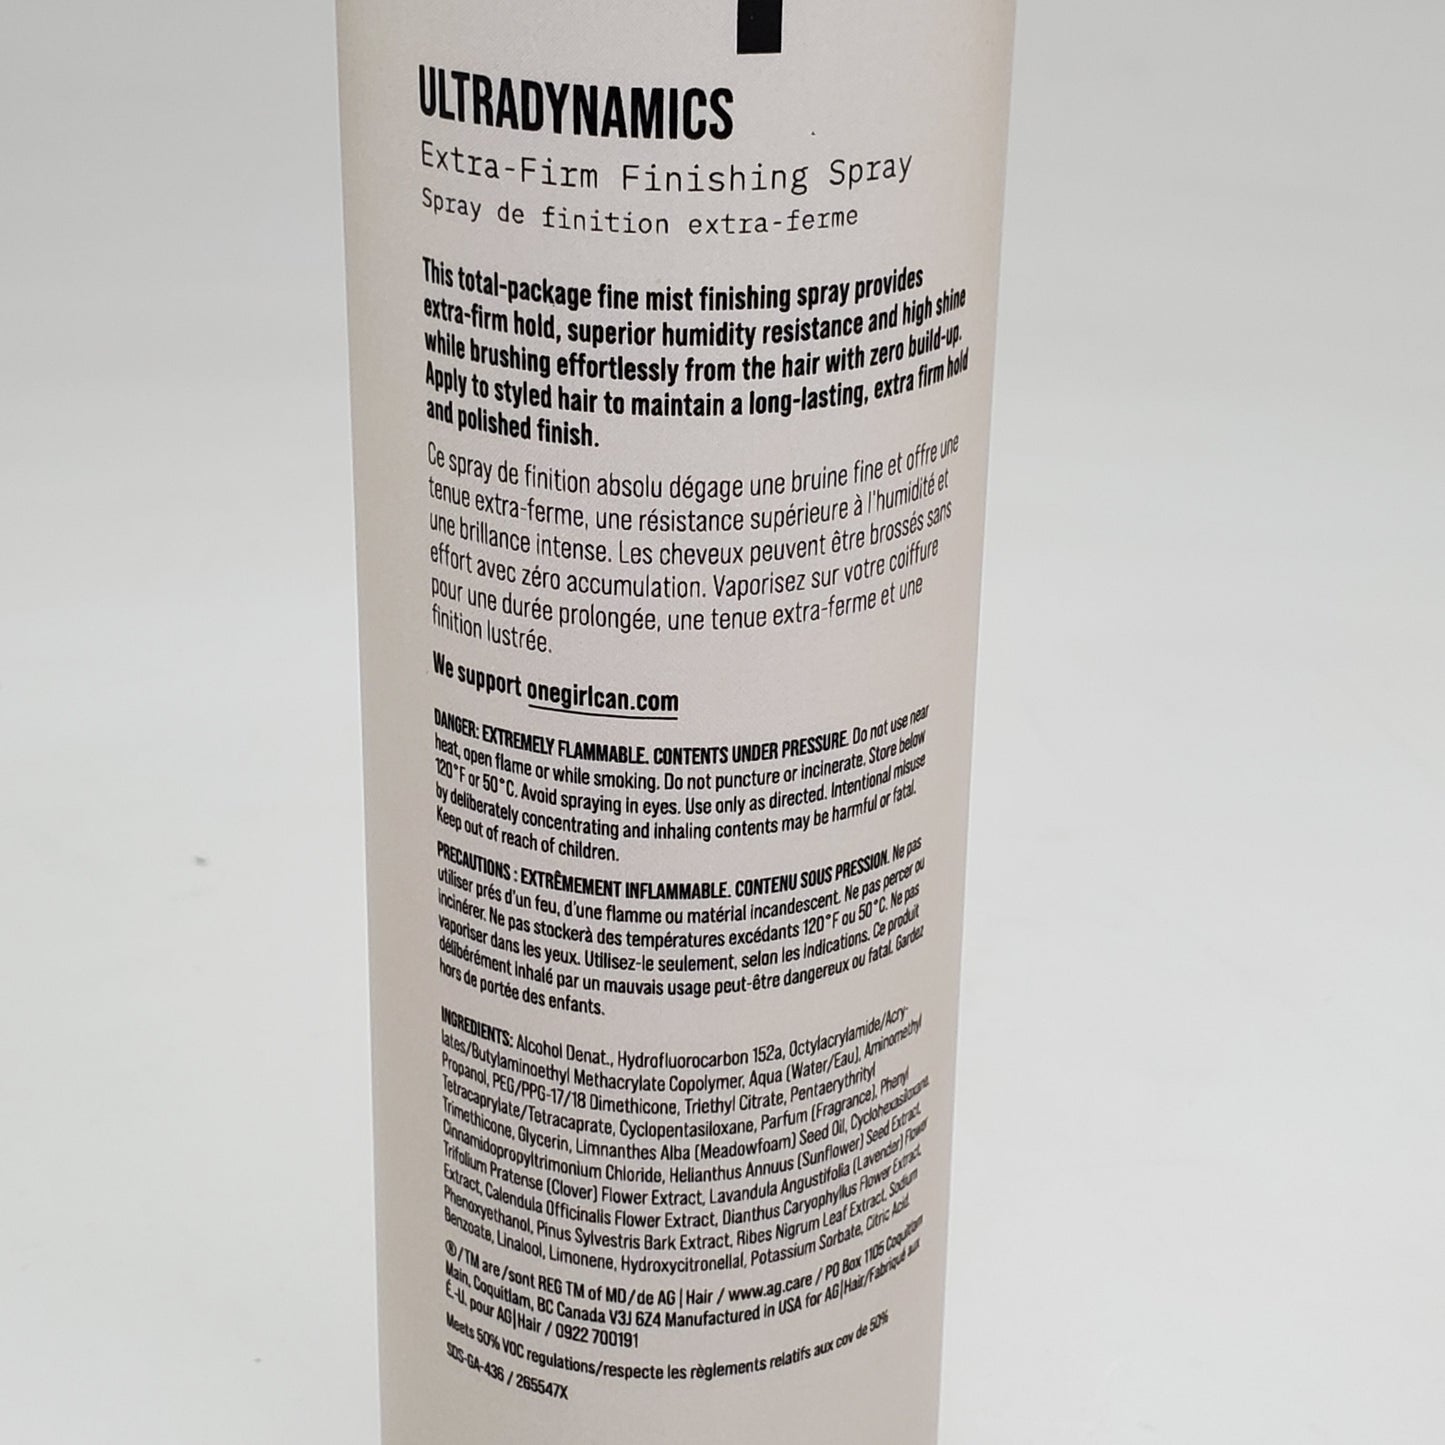 ULTRADYNAMICS
Extra-Firm Finishing Spray
Spray de finition extra-ferme
This total-package fine mist finishing spray provides
extra-firm hold, superior humidity resistance and high shine
while brushing effortlessly from the hair with zero build-up.
Apply to styled hair to maintain a long-lasting, extra firm hold
and polished finish.
Ce spray de finition absolu dégage une bruine fine et offre une
tenue extra-ferme, une résistance supérieure à l'humidité et
une brillance intense. Les cheveux peuvent être brossés sans
effort avec zéro accumulation. Vaporisez sur votre coiffure
pour une durée prolongée, une tenue extra-ferme et une
finition lustrée.
We support onegirlcan.com
DANGER: EXTREMELY FLAMMABLE. CONTENTS UNDER PRESSURE. Do not use near
heat, open flame or while smoking. Do not puncture or incinerate. Store below
120°F or 50°C. Avoid spraying in eyes. Use only as directed. Intentional misuse
by deliberately concentrating and inhaling contents may be harmful or fatal.
Keep out of reach of children.
PRECAUTIONS : EXTRÊMEMENT INFLAMMABLE. CONTENU SOUS PRESSION. Ne pas
utiliser prés d'un feu, d'une flamme ou matérial incandescent. Ne pas percer ou
incinérer. Ne pas stockerà des températures excédants 120°F ou 50°C. Ne pas
vaporiser dans les yeux. Utilisez-le seulement, selon les indications. Ce produit
délibérément inhalé par un mauvais usage peut-être dangereux ou fatal. Gardez
hors de portée des enfants.
INGREDIENTS: Alcohol Denat., Hydrofluorocarbon 152a, Octylacrylamide/Acry-
lates/Butylaminoethyl Methacrylate Copolymer, Aqua (Water/Eau), Aminomethyl
Propanol, PEG/PPG-17/18 Dimethicone, Triethyl Citrate, Pentaerythrityl
Tetracaprylate/Tetracaprate, Cyclopentasiloxane, Parfum (Fragrance), Phenyl
Trimethicone, Glycerin, Limnanthes Alba (Meadowfoam) Seed Oil, Cyclohexasiloxane,
Cinnamidopropyltrimonium Chloride, Helianthus Annuus (Sunflower) Seed Extract,
Trifolium Pratense (Clover) Flower Extract, Lavandula Angustifolia (Lavender) Flower
Extract, Calendula Officinalis Flower Extract, Dianthus Caryophyllus Flower Extract,
Phenoxyethanol, Pinus Sylvestris Bark Extract, Ribes Nigrum Leaf Extract, Sodium
Benzoate, Linalool, Limonene, Hydroxycitronellal, Potassium Sorbate, Citric Acid.
®/TM are/sont REG TM of MD/de AG | Hair / www.ag.care / PO Box 1105 Coquitlam
Main, Coquitlam, BC Canada V3J 6Z4 Manufactured in USA for AG|Hair/Fabriqué aux
É.-U. pour AG|Hair / 0922 700191
Meets 50% VOC regulations/respecte les règlements relatifs aux cov de 50%
SDS-GA-436 / 265547X